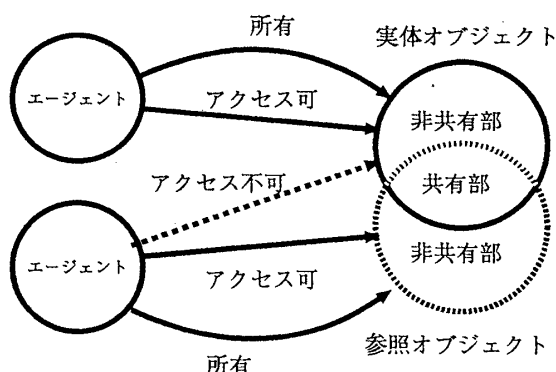 所有
実体オブジェクト
エージェント
アクセス可
非共有部
アクセス不可
共有部
エージェント
非共有部
アクセス可
参照オブジェクト
所有